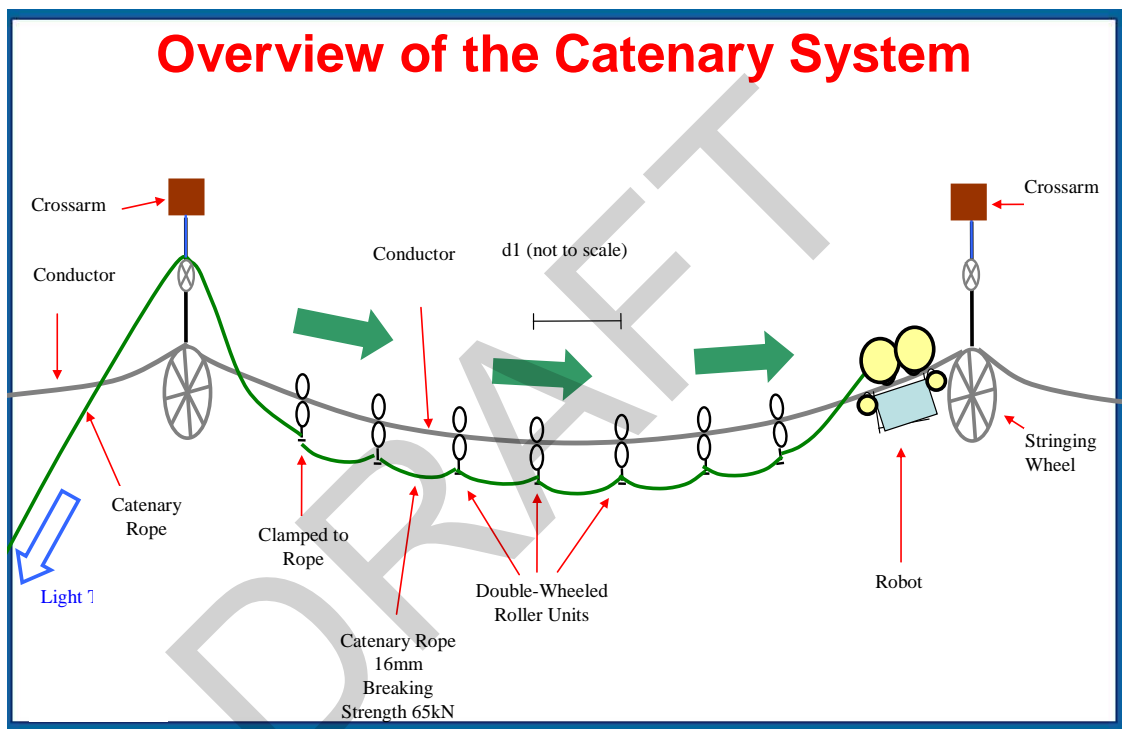 Overview of the Catenary System
Crossarm
Crossarm
Conductor
d1 (not to scale)
Conductor
Stringing
Wheel
Catenary
Rope
Clamped to
Rope
Robot
Double-Wheeled
Roller Units
Light
Catenary Rope
16mm
Breaking
Strength 65kN
DRAFT